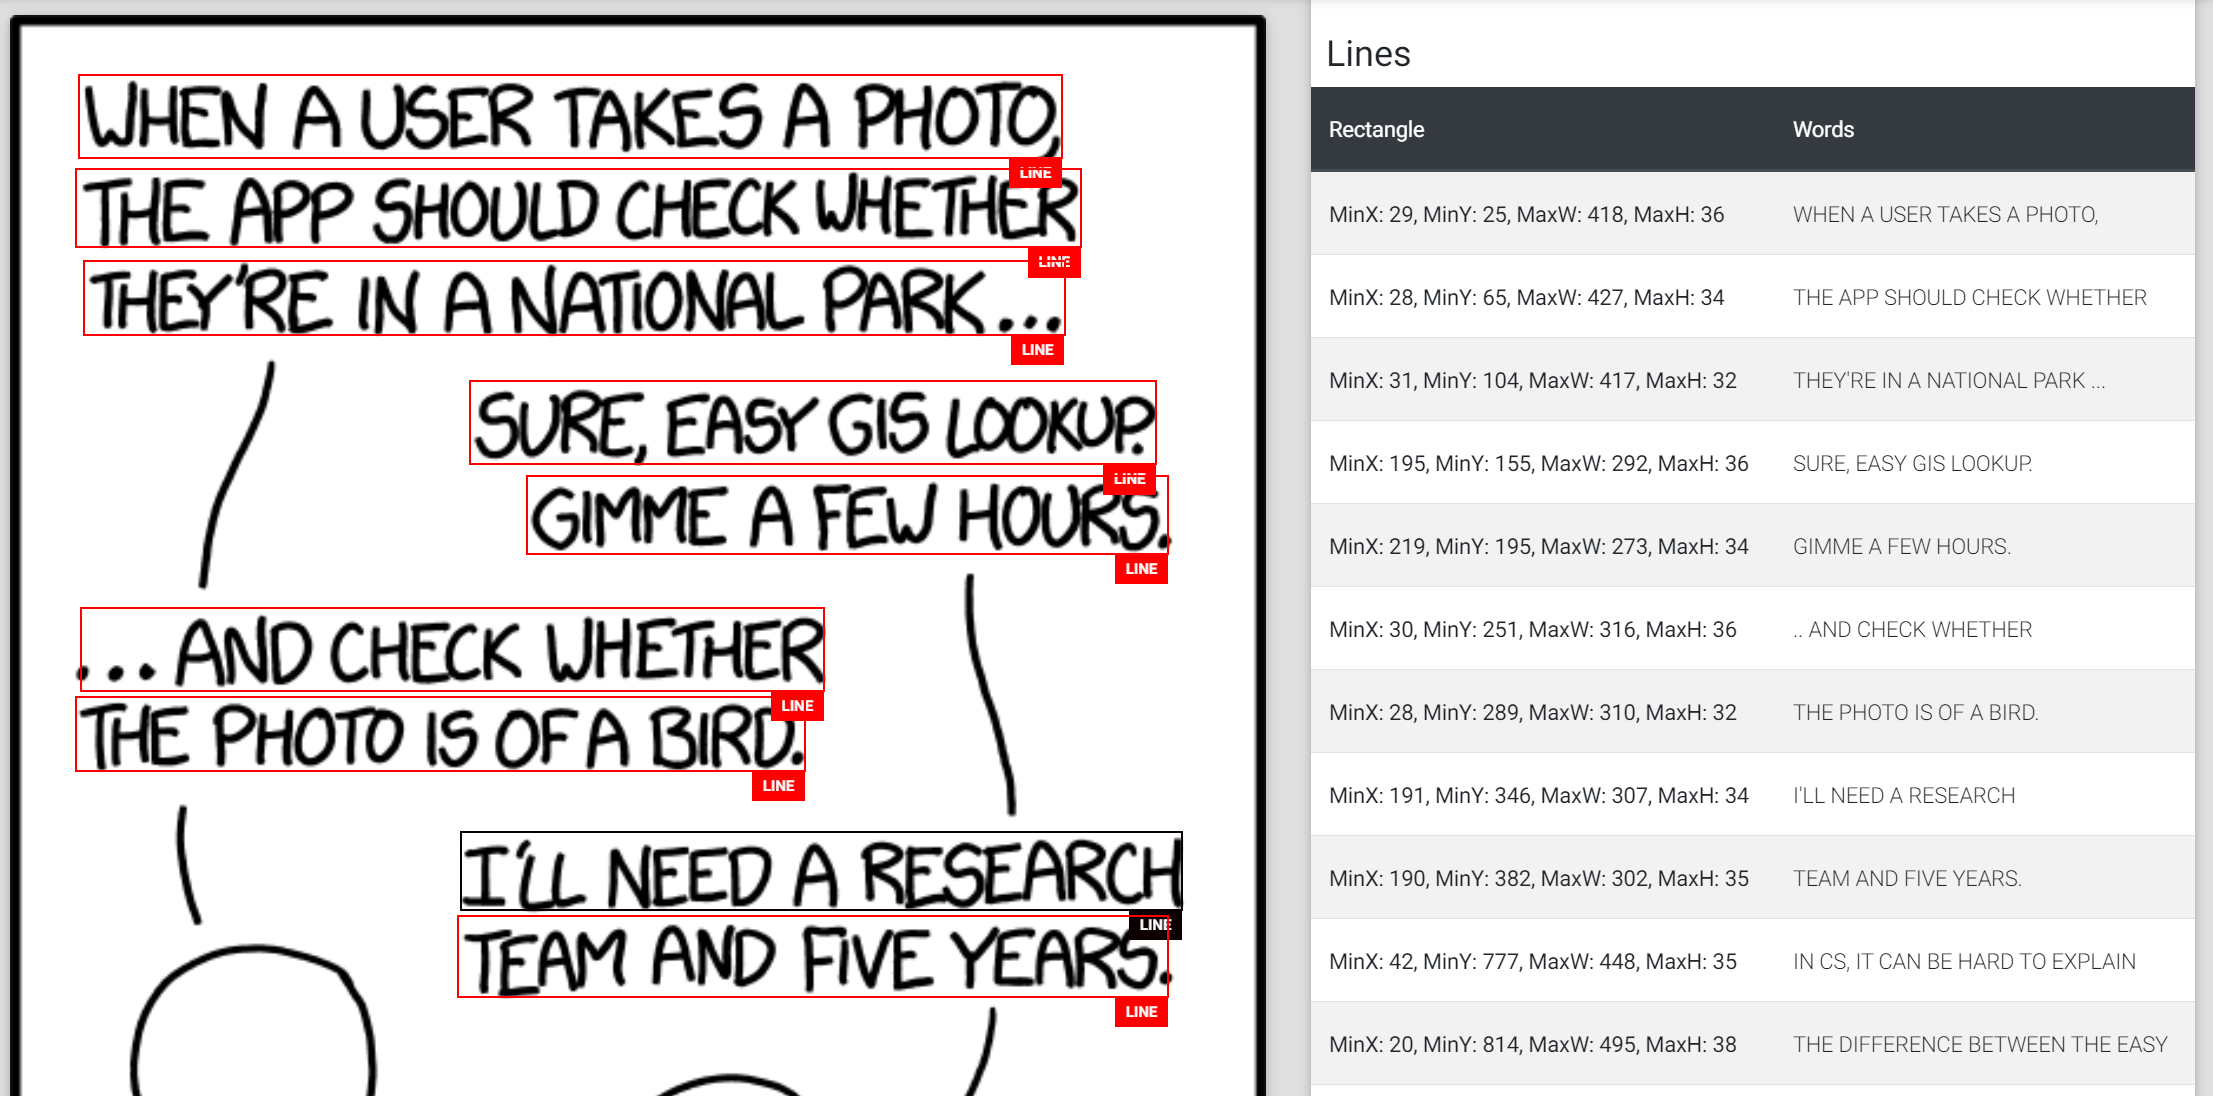 WHEN A USER TAKES A PHOTO,
THE APP SHOULD CHECK WHETHER
THEY'RE IN A NATIONAL PARK...
SURE, EASY GIS LOOKUP.
GIMME A FEW HOURS.
...AND CHECK WHETHER
THE PHOTO IS OF A BIRD.
I'LL NEED A RESEARCH
TEAM AND FIVE YEARS.
LINE
LINE
LINE
LINE
LINE
LINE
LINE
LINE
LINE
Lines
Rectangle Words
MinX: 29, MinY: 25, MaxW: 418, MaxH: 36 WHEN A USER TAKES A PHOTO,
MinX: 28, MinY: 65, MaxW: 427, MaxH: 34 THE APP SHOULD CHECK WHETHER
MinX: 31, MinY: 104, MaxW: 417, MaxH: 32 THEY'RE IN A NATIONAL PARK ...
MinX: 195, MinY: 155, MaxW: 292, MaxH: 36 SURE, EASY GIS LOOKUP.
MinX: 219, MinY: 195, MaxW: 273, MaxH: 34 GIMME A FEW HOURS.
MinX: 30, MinY: 251, MaxW: 316, MaxH: 36 .. AND CHECK WHETHER
MinX: 28, MinY: 289, MaxW: 310, MaxH: 32 THE PHOTO IS OF A BIRD.
MinX: 191, MinY: 346, MaxW: 307, MaxH: 34 I'LL NEED A RESEARCH
MinX: 190, MinY: 382, MaxW: 302, MaxH: 35 TEAM AND FIVE YEARS.
MinX: 42, MinY: 777, MaxW: 448, MaxH: 35 IN CS, IT CAN BE HARD TO EXPLAIN
MinX: 20, MinY: 814, MaxW: 495, MaxH: 38 THE DIFFERENCE BETWEEN THE EASY